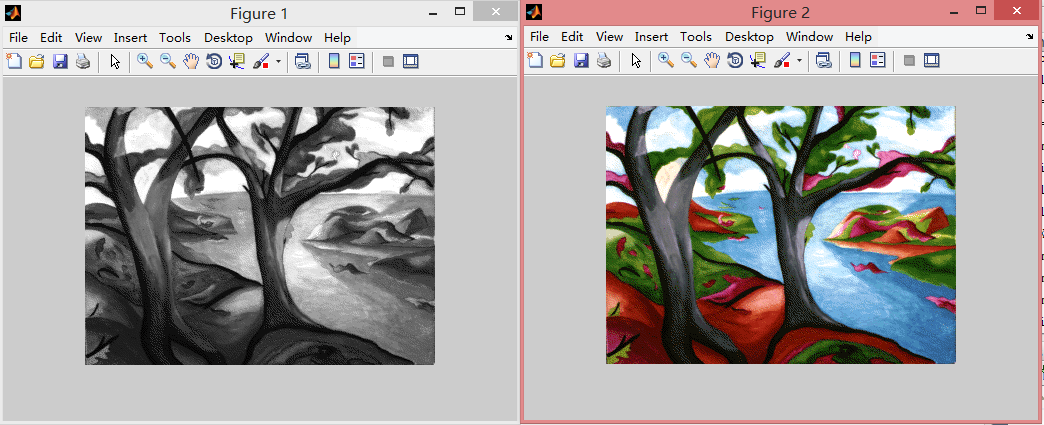 Figure 1
File Edit View Insert Tools Desktop Window Help
Figure 2
File Edit View Insert Tools Desktop Window Help